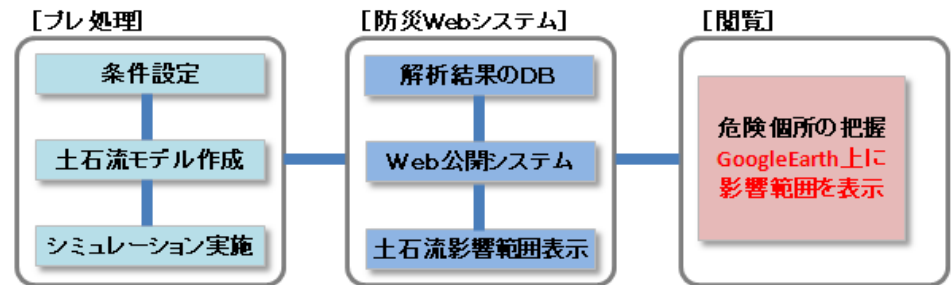 [プレ処理]
条件設定
土石流モデル作成
シミュレーション実施
[防災Webシステム]
解析結果のDB
Web公開システム
土石流影響範囲表示
[閲覧]
危険個所の把握
GoogleEarth上に
影響範囲を表示